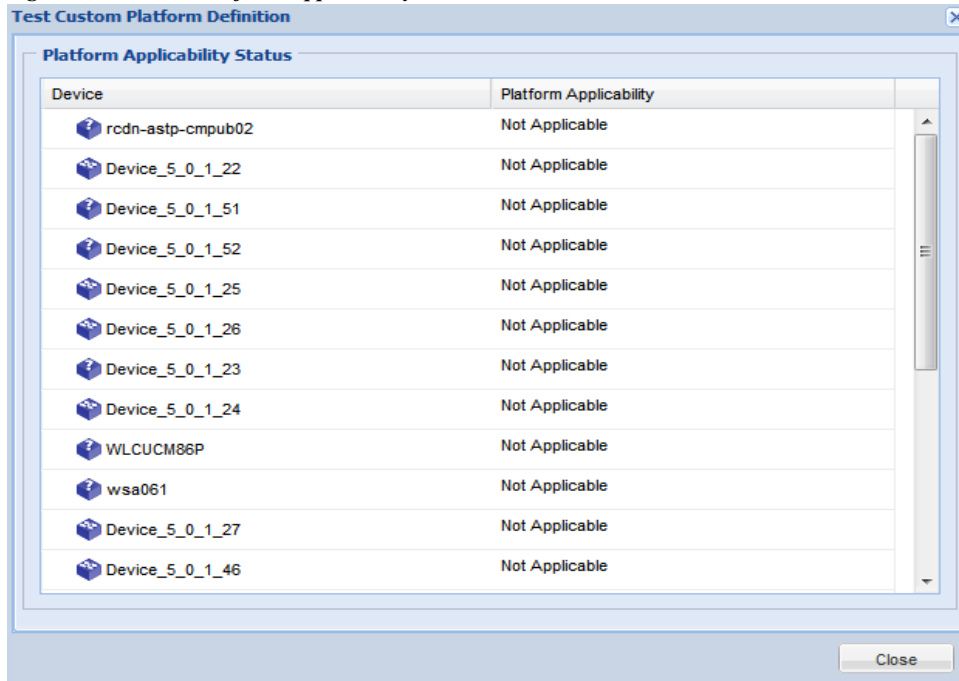 Test Custom Platform Definition
Platform Applicability Status
Device Platform Applicability
rcdn-astp-cmpub02 Not Applicable
Device_5_0_1_22 Not Applicable
Device_5_0_1_51 Not Applicable
Device_5_0_1_52 Not Applicable
Device_5_0_1_25 Not Applicable
Device_5_0_1_26 Not Applicable
Device_5_0_1_23 Not Applicable
Device_5_0_1_24 Not Applicable
WLCUCM86P Not Applicable
wsa061 Not Applicable
Device_5_0_1_27 Not Applicable
Device_5_0_1_46 Not Applicable
Close